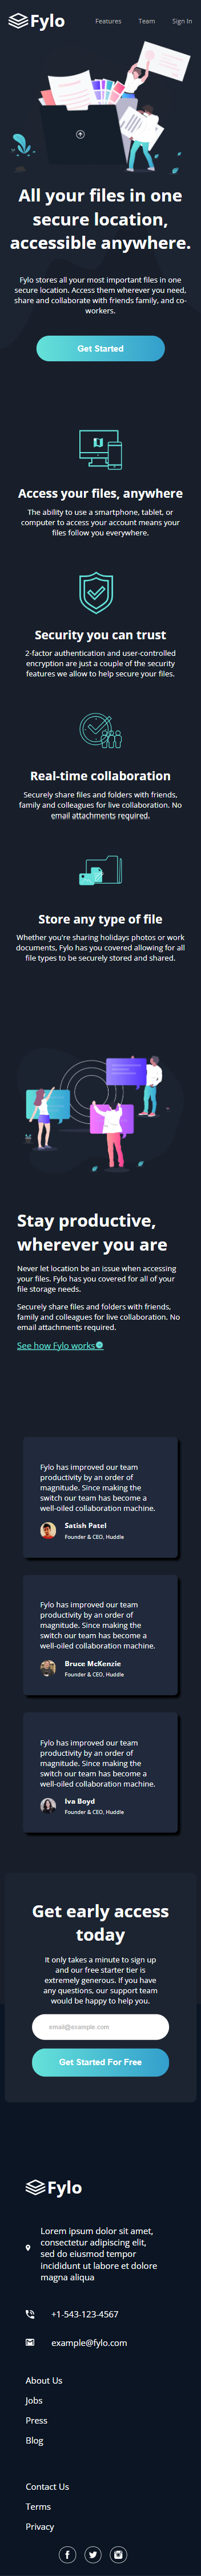 Fylo
Features Team Sign In
All your files in one
secure location,
accessible anywhere.
Fylo stores all your most important files in one
secure location. Access them wherever you need,
share and collaborate with friends family, and co-
workers.
Get Started
Access your files, anywhere
The ability to use a smartphone, tablet, or
computer to access your account means your
files follow you everywhere.
Security you can trust
2-factor authentication and user-controlled
encryption are just a couple of the security
features we allow to help secure your files.
Real-time collaboration
Securely share files and folders with friends,
family and colleagues for live collaboration. No
email attachments required.
Store any type of file
Whether you're sharing holidays photos or work
documents, Fylo has you covered allowing for all
file types to be securely stored and shared.
Stay productive,
wherever you are
Never let location be an issue when accessing
your files. Fylo has you covered for all of your
file storage needs.
Securely share files and folders with friends,
family and colleagues for live collaboration. No
email attachments required.
See how Fylo works
Fylo has improved our team
productivity by an order of
magnitude. Since making the
switch our team has become a
well-oiled collaboration machine.
Satish Patel
Founder & CEO, Huddle
Fylo has improved our team
productivity by an order of
magnitude. Since making the
switch our team has become a
well-oiled collaboration machine.
Bruce McKenzie
Founder & CEO, Huddle
Fylo has improved our team
productivity by an order of
magnitude. Since making the
switch our team has become a
well-oiled collaboration machine.
Iva Boyd
Founder & CEO, Huddle
Get early access
today
It only takes a minute to sign up
and our free starter tier is
extremely generous. If you have
any questions, our support team
would be happy to help you.
email@example.com
Get Started For Free
Fylo
Lorem ipsum dolor sit amet,
consectetur adipiscing elit,
sed do eiusmod tempor
incididunt ut labore et dolore
magna aliqua
+1-543-123-4567
example@fylo.com
About Us
Jobs
Press
Blog
Contact Us
Terms
Privacy